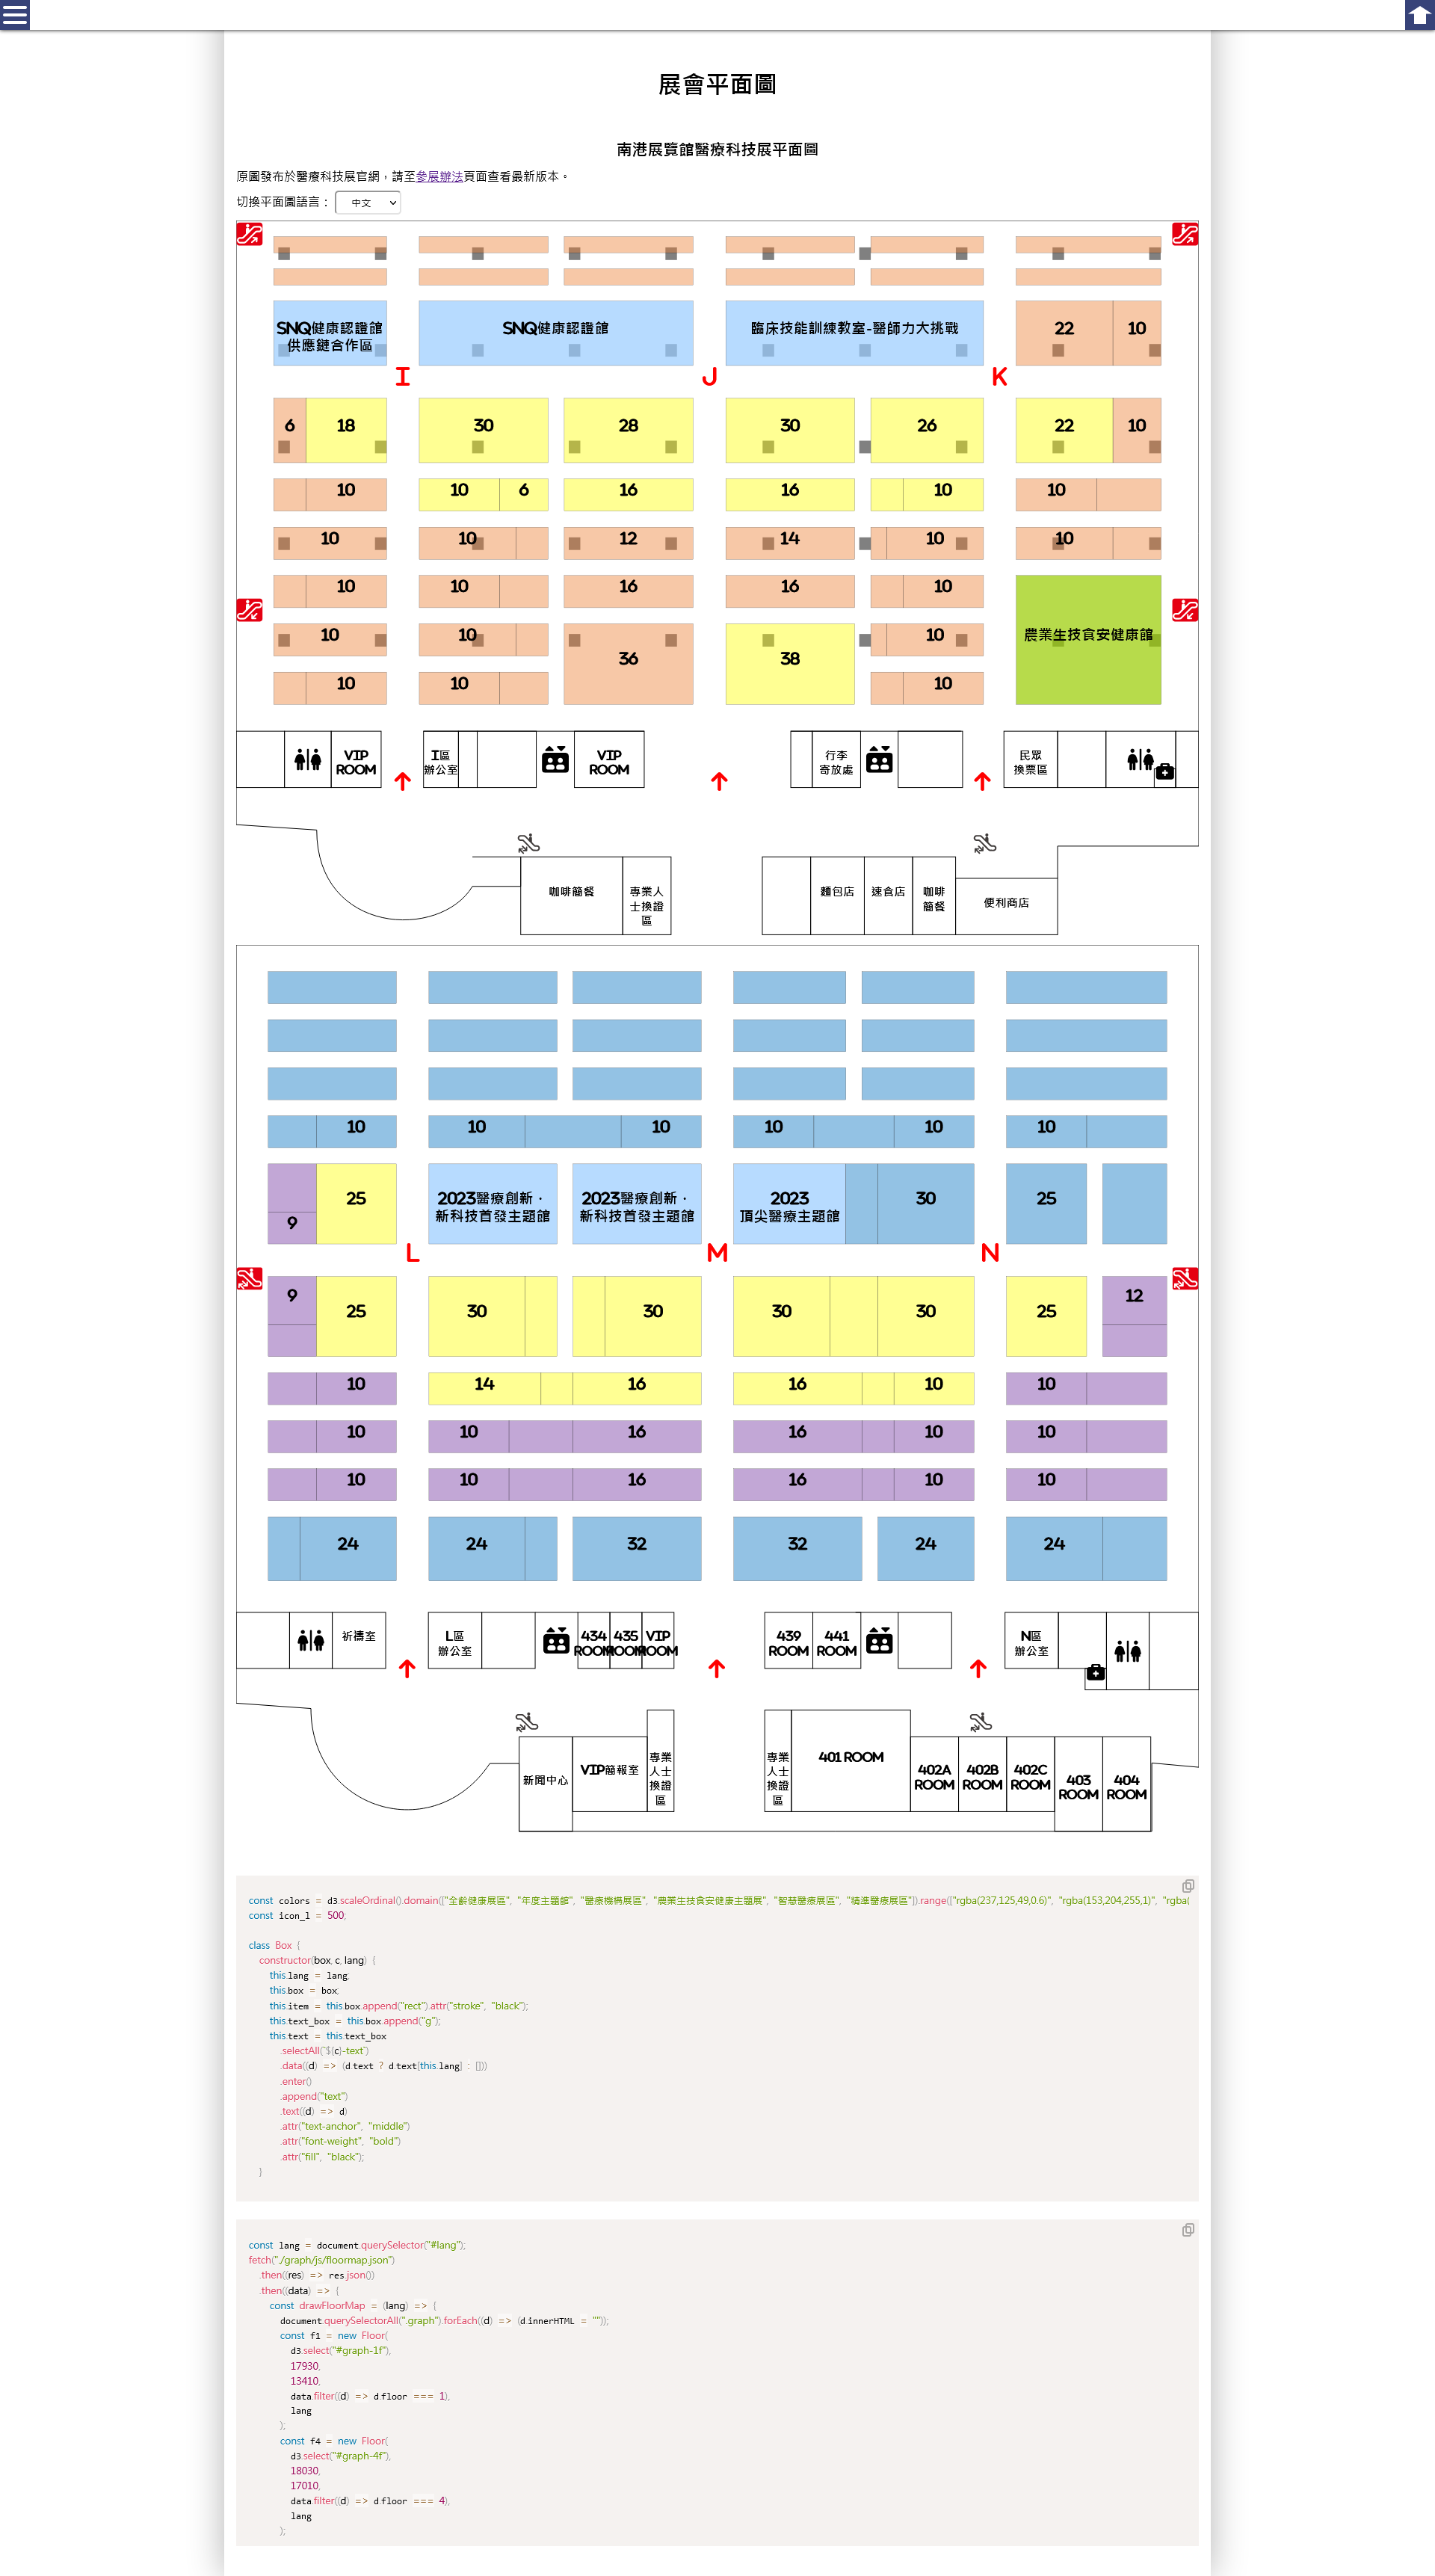 展會平面圖
南港展覽館醫療科技展平面圖
原圖發布於醫療科技展官網，請至參展辦法頁面查看最新版本。
切換平面圖語言： 中文
SNQ健康認證館
供應鏈合作區
SNQ健康認證館
臨床技能訓練教室-醫師力大挑戰
22 10
I J K
6 18 30 28 30 26 22 10
10 10 6 16 16 10 10
10 10 12 14 10 10
10 10 16 16 10
10 10 36 38 10 農業生技食安健康館
10 10 10
VIP
ROOM
I區
辦公室
VIP
ROOM
行李
寄放處
民眾
換票區
咖啡簡餐
專業人
士換證
區
麵包店
速食店
咖啡
簡餐
便利商店
10 10 10 10 10 10
9 25
2023醫療創新．
新科技首發主題館
2023醫療創新．
新科技首發主題館
2023
頂尖醫療主題館
30 25
L M N
9 25 30 30 30 30 25 12
10 14 16 16 10 10
10 10 16 16 10 10
10 10 16 16 10 10
24 24 32 32 24 24
祈禱室
L區
辦公室
434
ROOM
435
ROOM
VIP
ROOM
439
ROOM
441
ROOM
N區
辦公室
新聞中心
VIP簡報室
專業
人士
換證
區
專業
人士
換證
區
401 ROOM
402A
ROOM
402B
ROOM
402C
ROOM
403
ROOM
404
ROOM
const colors = d3.scaleOrdinal().domain(["全齡健康展區", "年度主題館", "醫療機構展區", "農業生技食安健康主題展", "智慧醫療展區", "精準醫療展區"]).range(["rgba(237,125,49,0.6)", "rgba(153,204,255,1)", "rgba(
const icon_l = 500;
class Box {
constructor(box, c, lang) {
this.lang = lang;
this.box = box;
this.item = this.box.append("rect").attr("stroke", "black");
this.text_box = this.box.append("g");
this.text = this.text_box
.selectAll(`${c}-text`)
.data((d) => (d.text ? d.text[this.lang] : []))
.enter()
.append("text")
.text((d) => d)
.attr("text-anchor", "middle")
.attr("font-weight", "bold")
.attr("fill", "black");
}
const lang = document.querySelector("#lang");
fetch("./graph/js/floormap.json")
.then((res) => res.json())
.then((data) => {
const drawFloorMap = (lang) => {
document.querySelectorAll(".graph").forEach((d) => (d.innerHTML = ""));
const f1 = new Floor(
d3.select("#graph-1f"),
17930,
13410,
data.filter((d) => d.floor === 1),
lang
);
const f4 = new Floor(
d3.select("#graph-4f"),
18030,
17010,
data.filter((d) => d.floor === 4),
lang
);